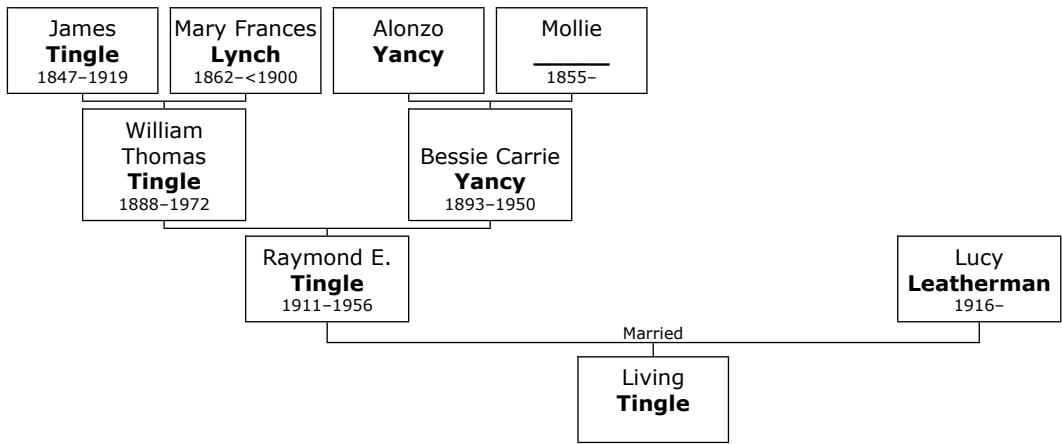 James
Tingle
1847–1919
Mary Frances
Lynch
1862–<1900
Alonzo
Yancy
Mollie
_____
1855–
William
Thomas
Tingle
1888–1972
Bessie Carrie
Yancy
1893–1950
Raymond E.
Tingle
1911–1956
Lucy
Leatherman
1916–
Married
Living
Tingle